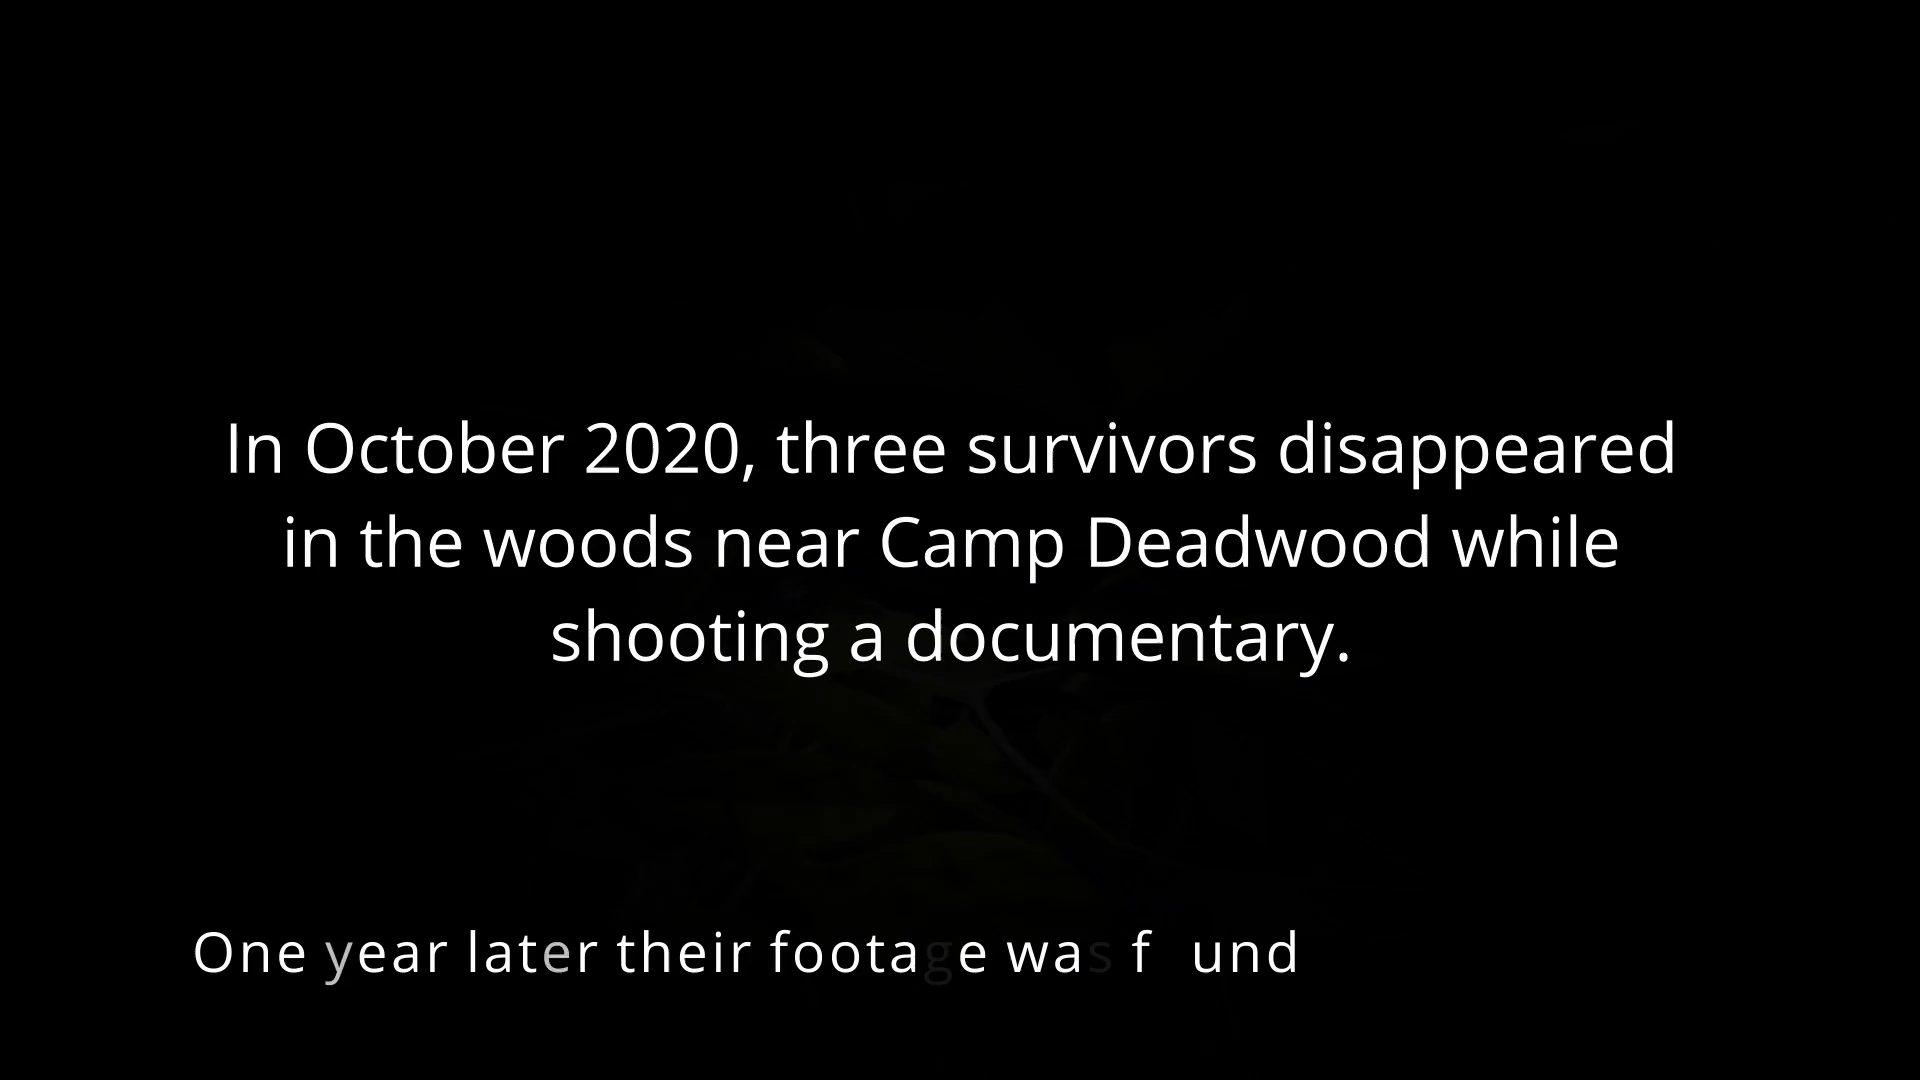 In October 2020, three survivors disappeared
in the woods near Camp Deadwood while
shooting a documentary.
One year later their footage was f und